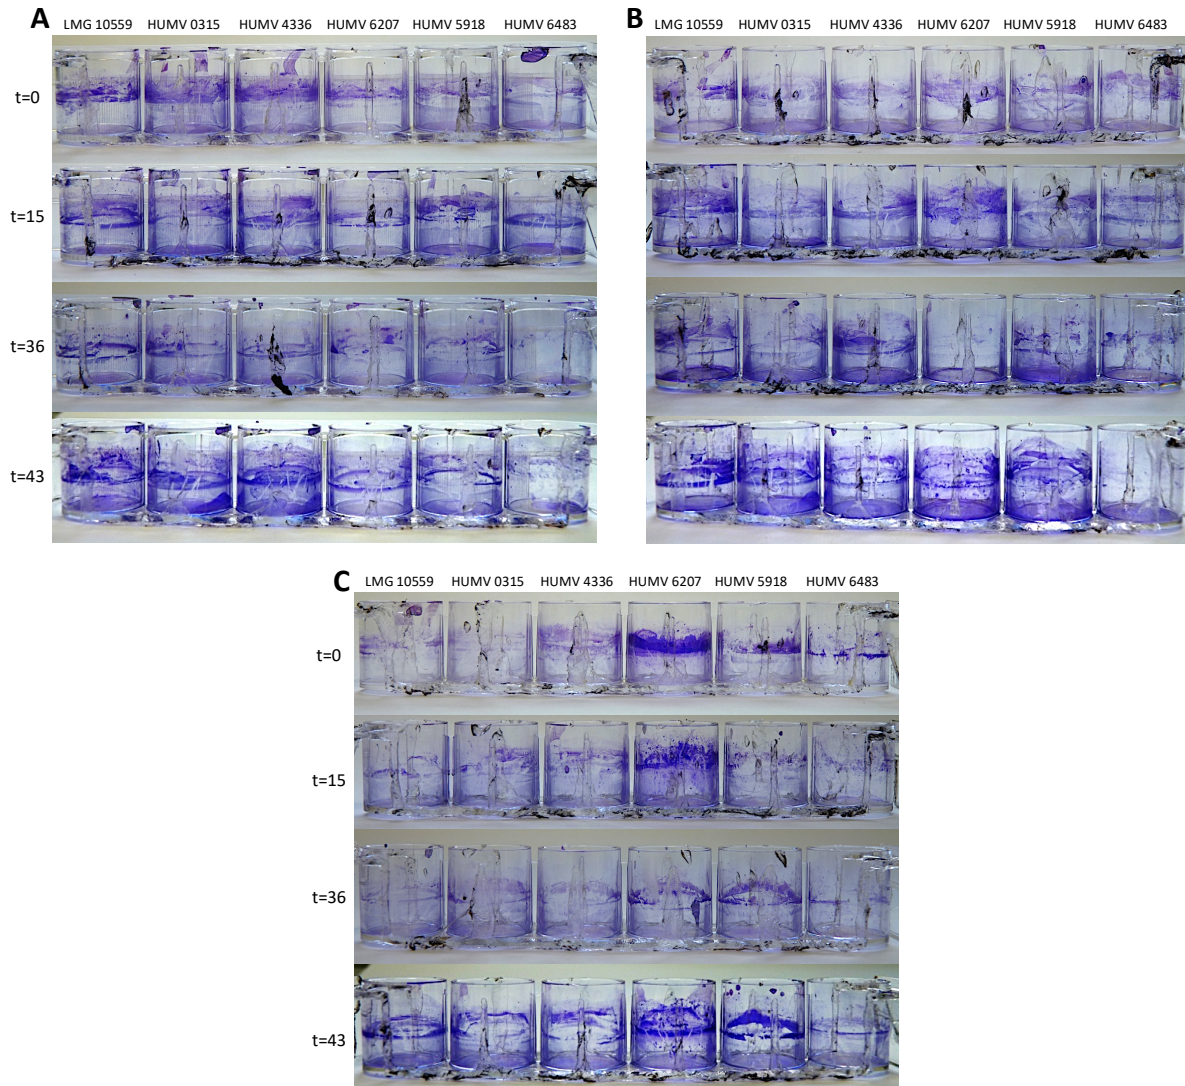 A LMG 10559 HUMV 0315 HUMV 4336 HUMV 6207 HUMV 5918 HUMV 6483
t=0
t=15
t=36
t=43
B LMG 10559 HUMV 0315 HUMV 4336 HUMV 6207 HUMV 5918 HUMV 6483
C LMG 10559 HUMV 0315 HUMV 4336 HUMV 6207 HUMV 5918 HUMV 6483
t=0
t=15
t=36
t=43